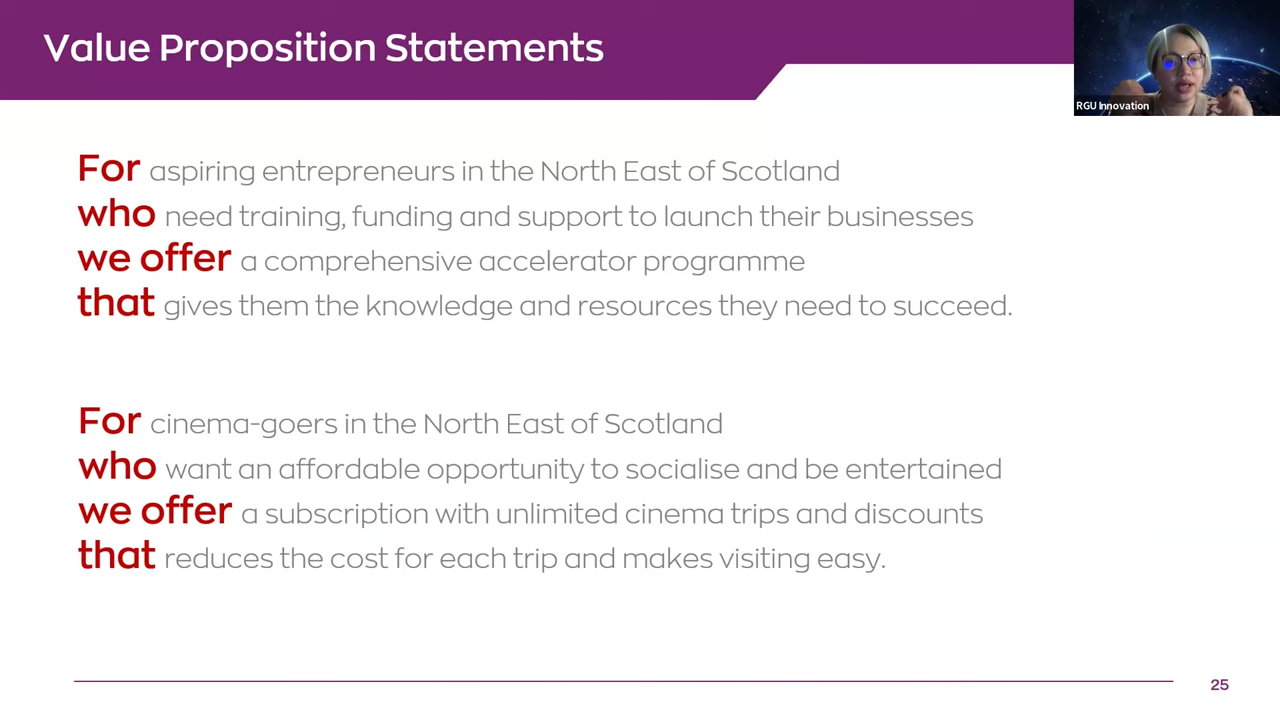 Value Proposition Statements
RGU Innovation
For aspiring entrepreneurs in the North East of Scotland
who need training, funding and support to launch their businesses
we offer a comprehensive accelerator programme
that gives them the knowledge and resources they need to succeed.
For cinema-goers in the North East of Scotland
who want an affordable opportunity to socialise and be entertained
we offer a subscription with unlimited cinema trips and discounts
that reduces the cost for each trip and makes visiting easy.
25